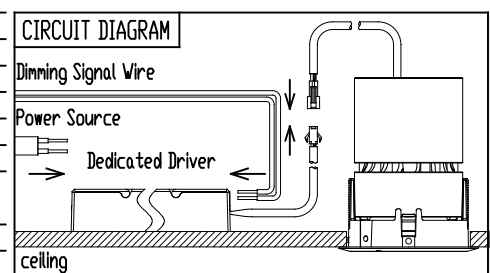 CIRCUIT DIAGRAM
Dimming Signal Wire
Power Source
Dedicated Driver
ceiling